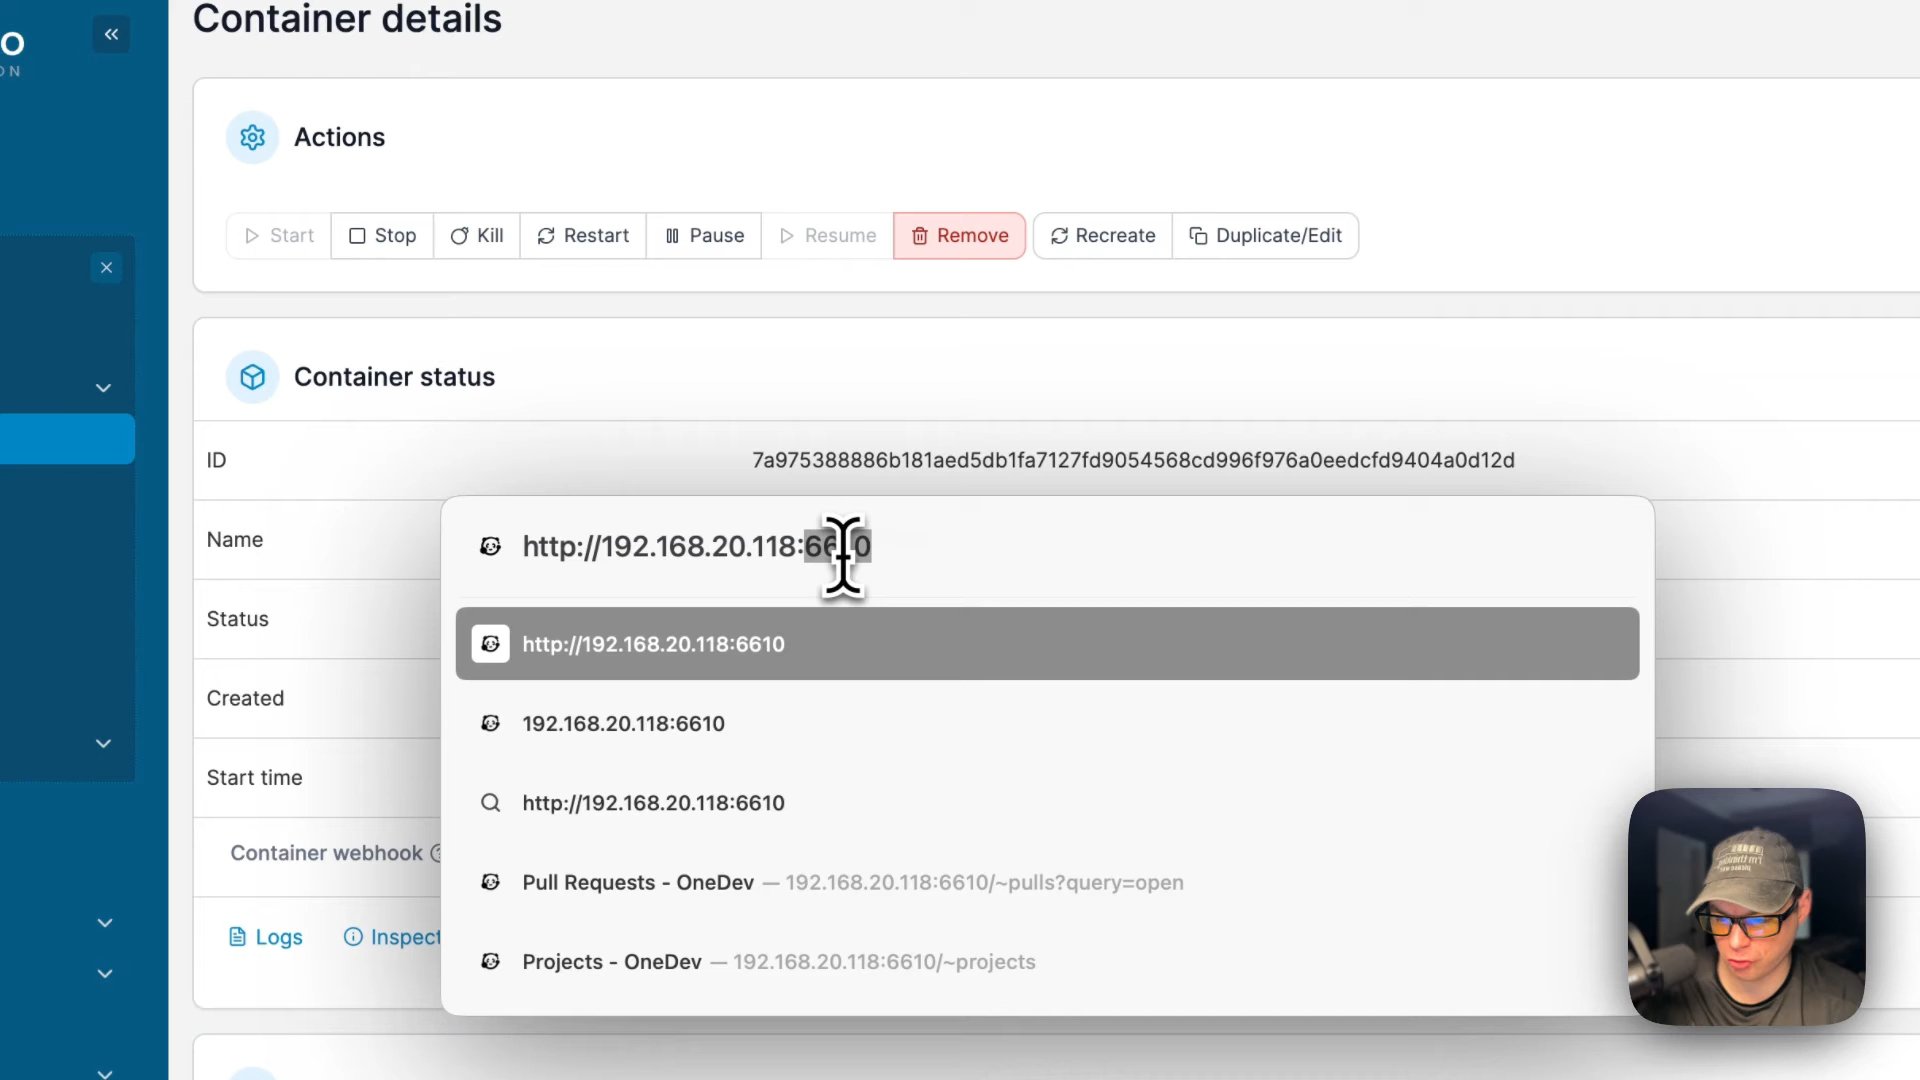 Container details
O
ON
Actions
Start
Stop
Kill
Restart
Pause
Resume
Remove
Recreate
Duplicate/Edit
Container status
ID
7a975388886b181aed5db1fa7127fd9054568cd996f976a0eedcfd9404a0d12d
Name
http://192.168.20.118:6610
Status
http://192.168.20.118:6610
Created
192.168.20.118:6610
Start time
http://192.168.20.118:6610
Container webhook
Pull Requests - OneDev — 192.168.20.118:6610/~pulls?query=open
Logs
Inspect
Projects - OneDev — 192.168.20.118:6610/~projects